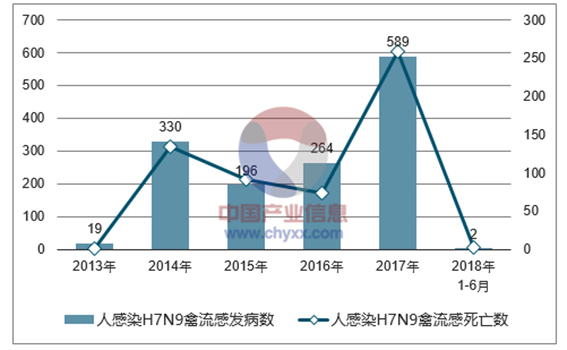 700
600
500
400
300
200
100
0
300
250
200
150
100
50
0
19
330
196
264
589
2
2013年
2014年
2015年
2016年
2017年
2018年
1-6月
中国产业信息
www.chyxx.com
人感染H7N9禽流感发病数
人感染H7N9禽流感死亡数